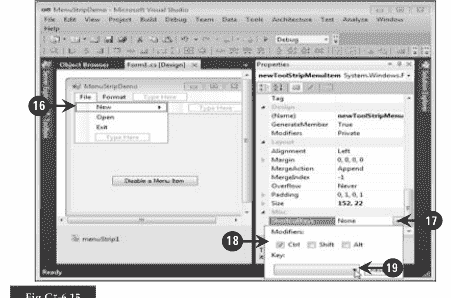 MenuStripDemo - Microsoft Visual Studio
File Edit View Project Build Debug Team Data Tools Architecture Test Analyze Window
Help
Debug
Object Browser Form1.cs [Design]
Properties
MenuStripDemo
newToolStripMenuItem System.Windows.F
File Format Type Here
16
New Type Here
Open
Exit
Type Here
Disable a Menu Item
Tag
Design
(Name) newToolStripMenu
GenerateMember True
Modifiers Private
Layout
Alignment Left
Margin 0, 0, 0, 0
MergeAction Append
MergeIndex -1
Overflow Never
Padding 0, 1, 0, 1
Size 152, 22
Misc
None
17
Modifiers:
18
Ctrl Shift Alt
Key:
19
menuStrip1
Ready